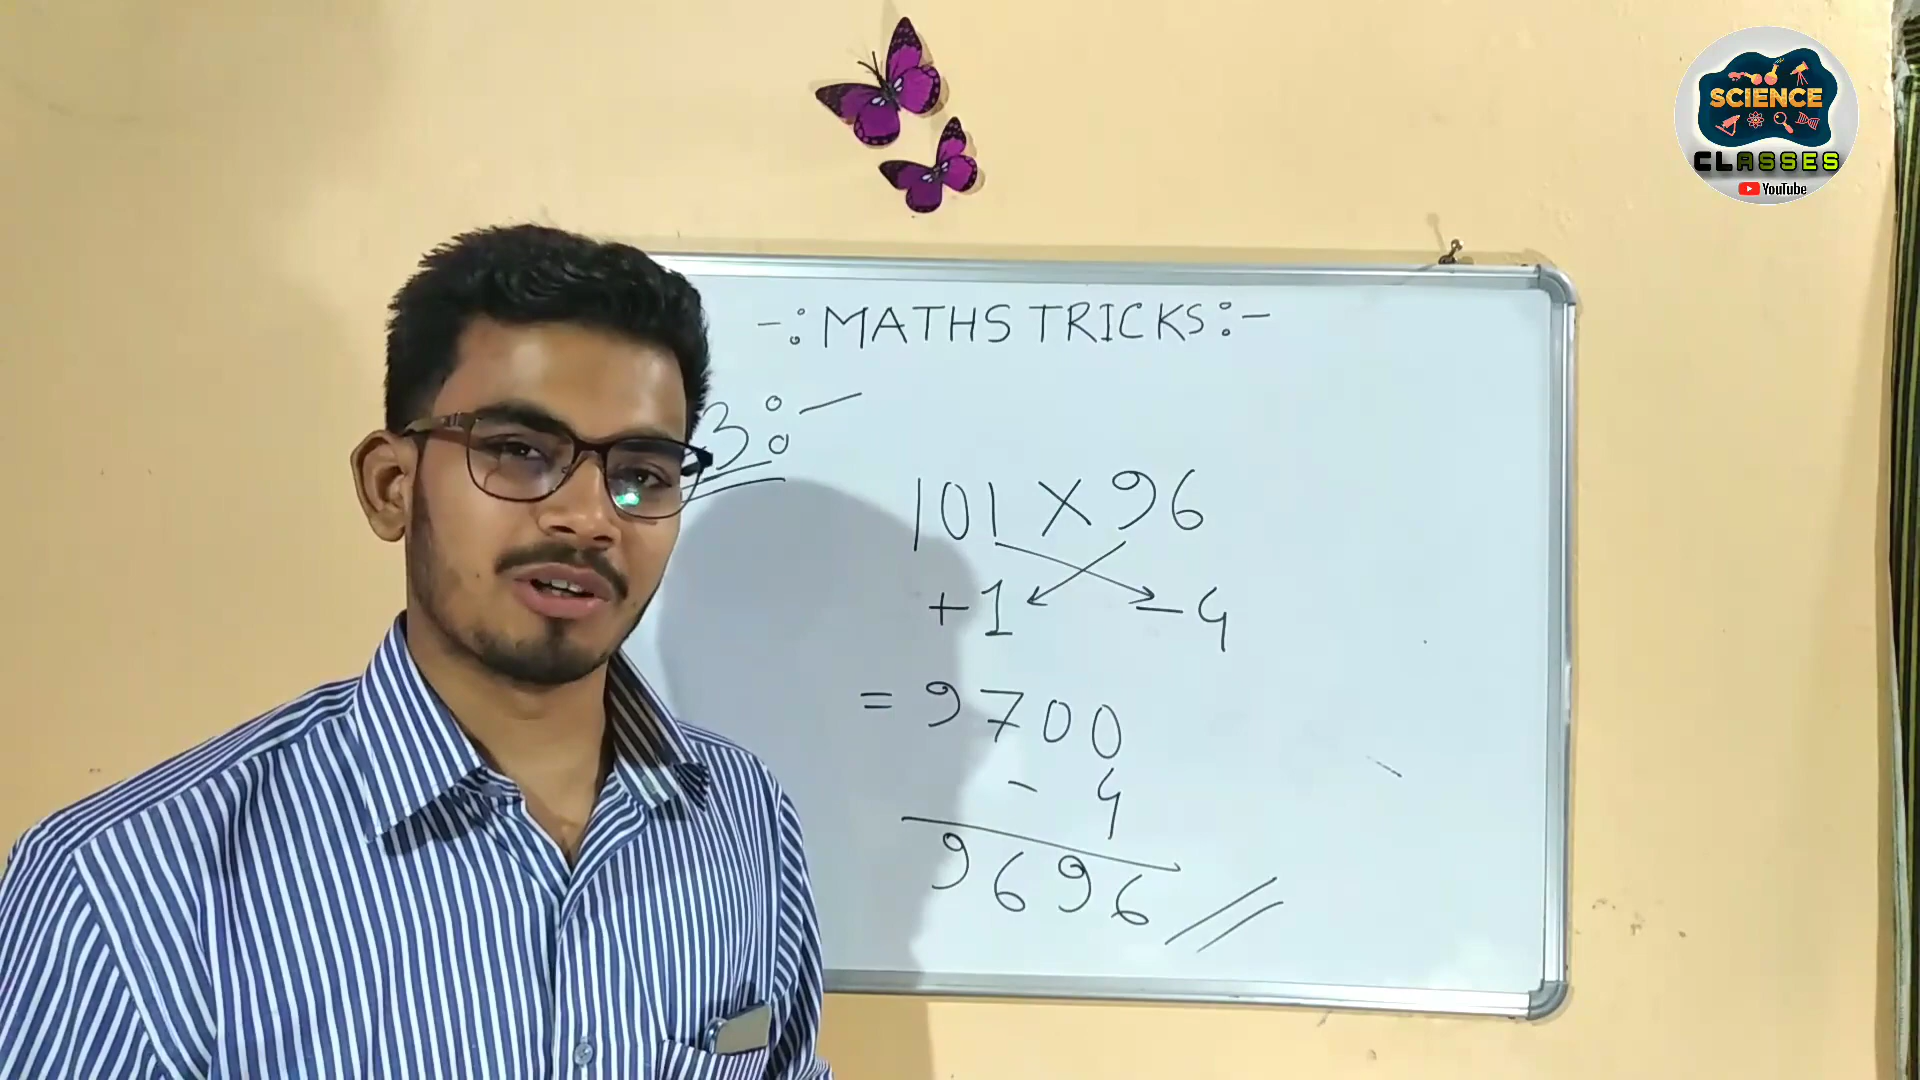 SCIENCE
CLASSES
YouTube
-: MATHS TRICKS :-
3:-
101 X 96
+1 -4
= 9700
- 4
9696